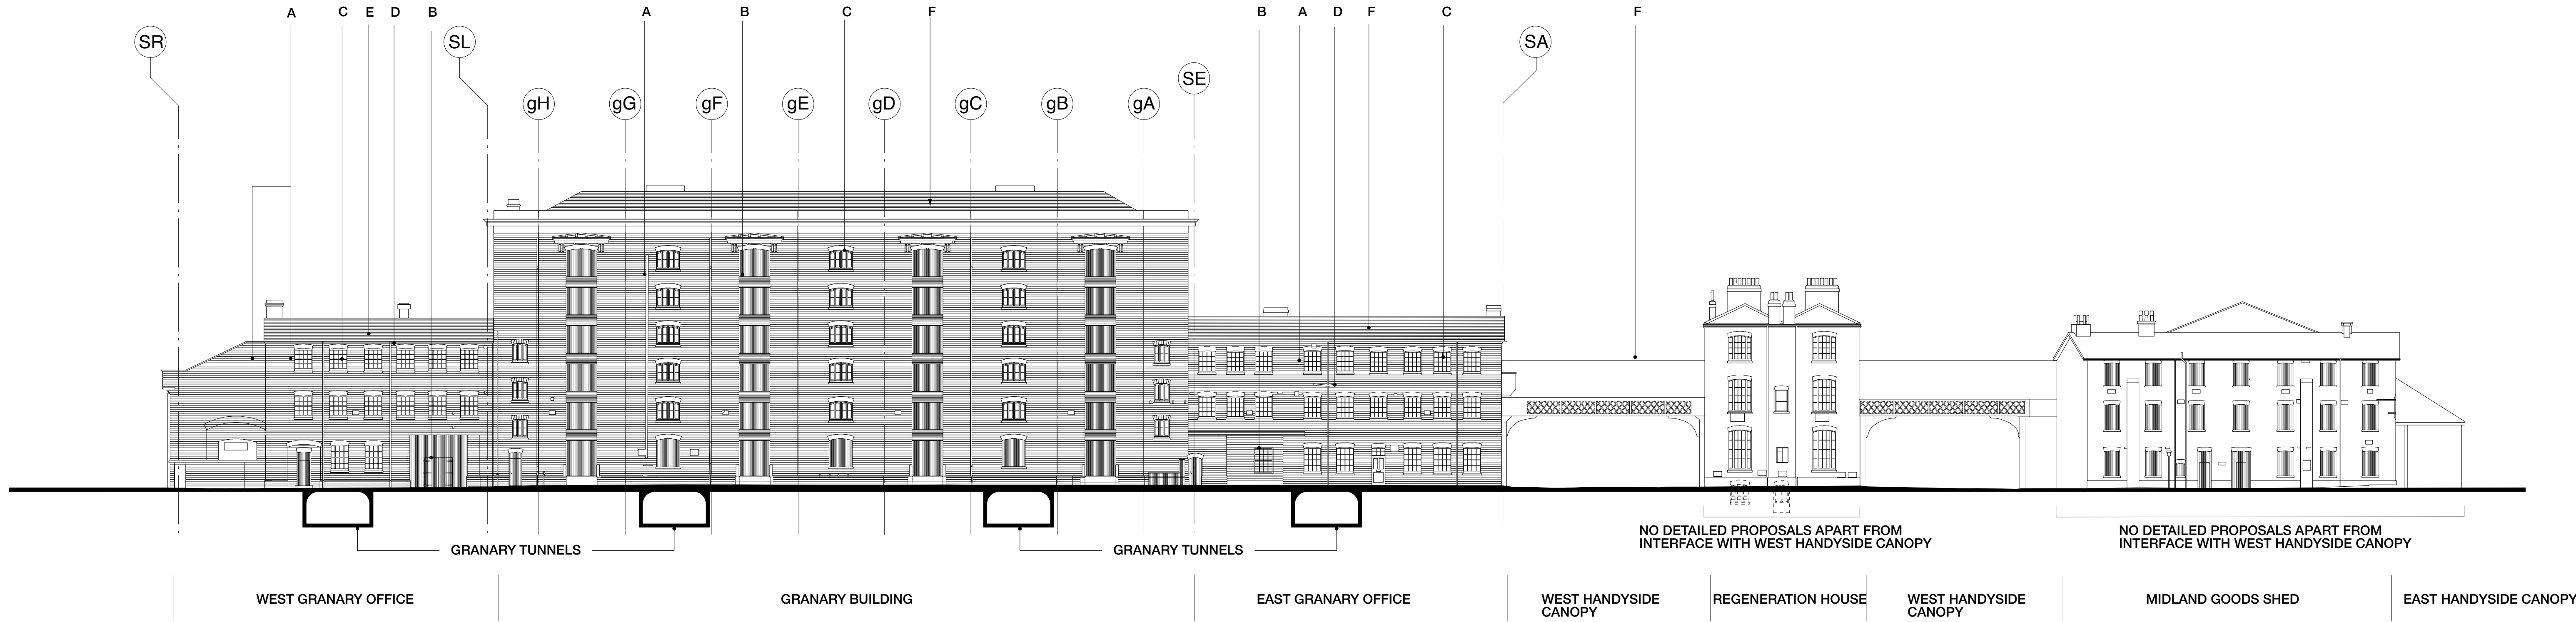 A C E D B A B C F B A D F C F
SR SL SA
SE
gH gG gF gE gD gC gB gA
NO DETAILED PROPOSALS APART FROM
INTERFACE WITH WEST HANDYSIDE CANOPY
NO DETAILED PROPOSALS APART FROM
INTERFACE WITH WEST HANDYSIDE CANOPY
GRANARY TUNNELS
GRANARY TUNNELS
WEST GRANARY OFFICE
GRANARY BUILDING
EAST GRANARY OFFICE
WEST HANDYSIDE
CANOPY
REGENERATION HOUSE
WEST HANDYSIDE
CANOPY
MIDLAND GOODS SHED
EAST HANDYSIDE CANOPY